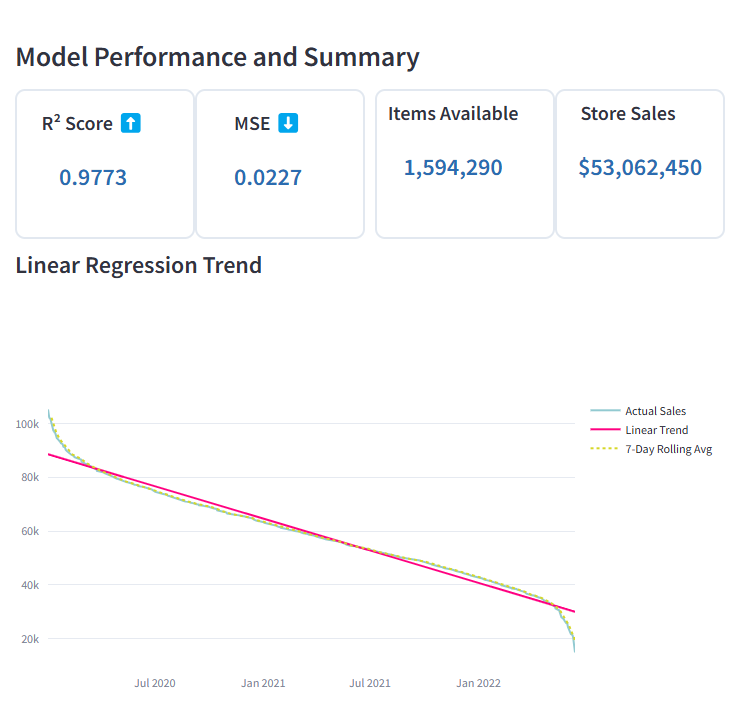 Model Performance and Summary
R² Score ⬆
MSE ⬇
Items Available
Store Sales
0.9773
0.0227
1,594,290
$53,062,450
Linear Regression Trend
100k
80k
60k
40k
20k
Jul 2020
Jan 2021
Jul 2021
Jan 2022
Actual Sales
Linear Trend
7-Day Rolling Avg